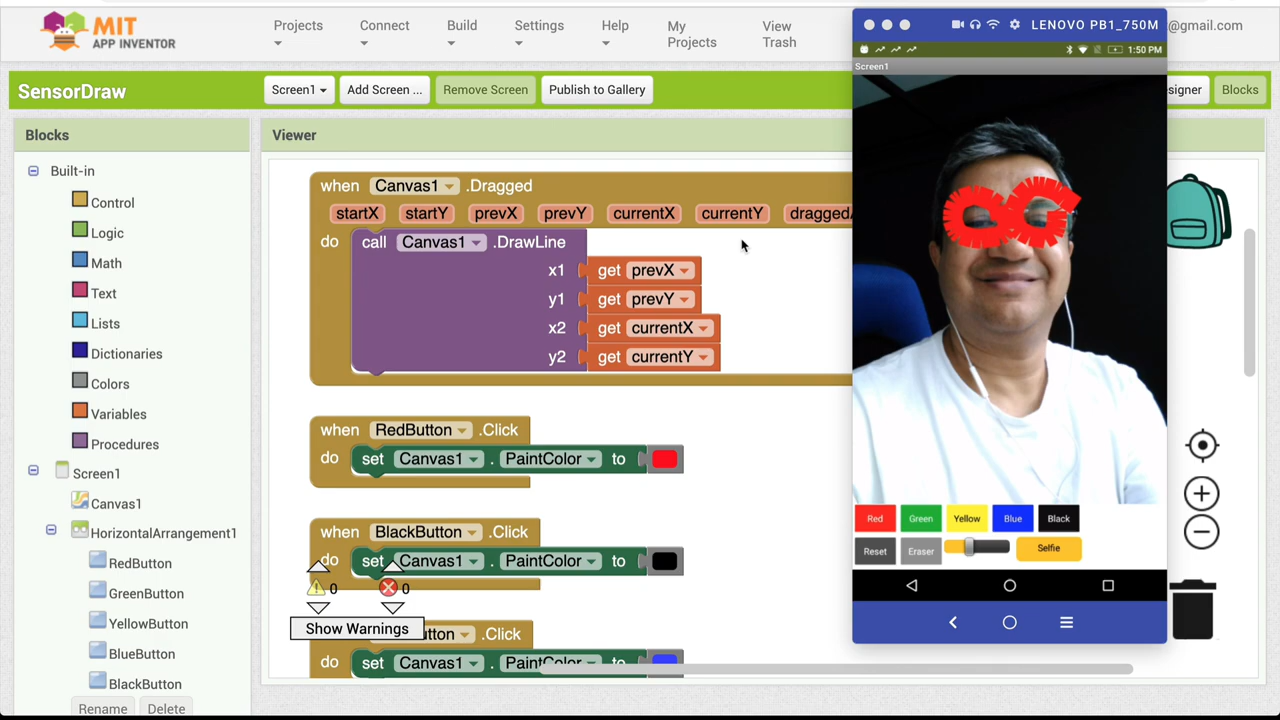 MIT
APP INVENTOR
Projects
Connect
Build
Settings
Help
My
Projects
View
Trash
@gmail.com
SensorDraw
Screen1
Add Screen ...
Remove Screen
Publish to Gallery
Blocks
Blocks
Viewer
Built-in
Control
Logic
Math
Text
Lists
Dictionaries
Colors
Variables
Procedures
Screen1
Canvas1
HorizontalArrangement1
RedButton
GreenButton
YellowButton
BlueButton
BlackButton
Rename
Delete
when Canvas1 .Dragged
startX startY prevX prevY currentX currentY
do call Canvas1 .DrawLine
x1 get prevX
y1 get prevY
x2 get currentX
y2 get currentY
when RedButton .Click
do set Canvas1 . PaintColor to
when BlackButton .Click
do set Canvas1 . PaintColor to
0 0
Show Warnings
.Click
do set Canvas1 . PaintColor to
LENOVO PB1_750M
1:50 PM
Screen1
Red Green Yellow Blue Black
Reset Eraser Selfie